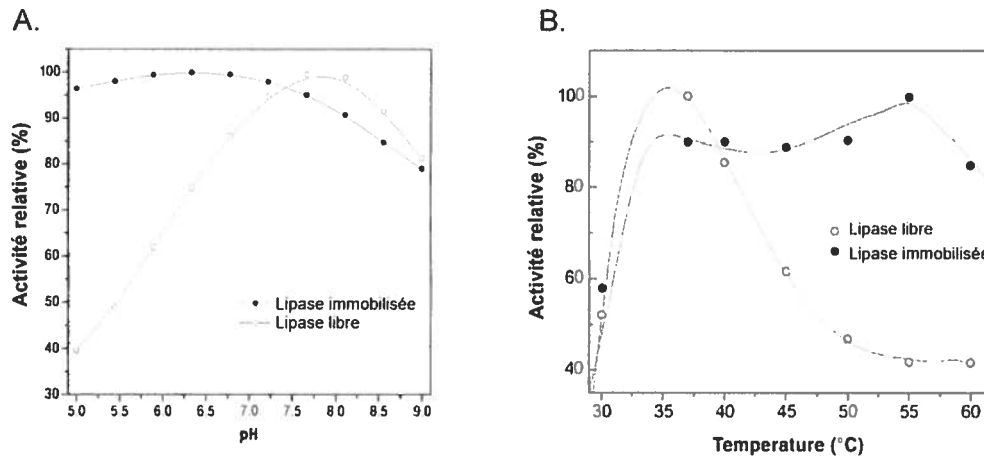 A.
Activité relative (%)
100
90
80
70
60
50
40
30
5.0 5.5 6.0 6.5 7.0 7.5 8.0 8.5 9.0
pH
Lipase immobilisée
Lipase libre
B.
Activité relative (%)
100
80
60
40
30 35 40 45 50 55 60
Temperature (°C)
Lipase libre
Lipase immobilisée